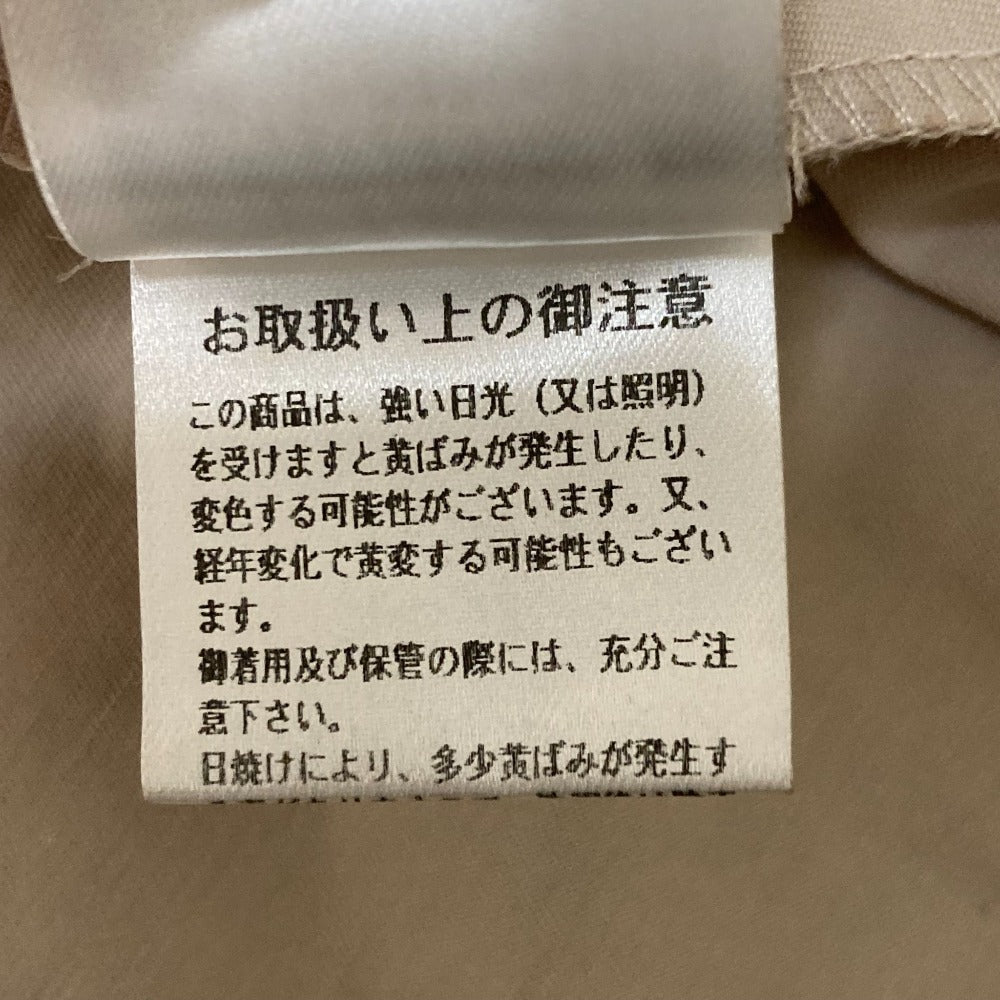 お取扱い上の御注意
この商品は、強い日光(又は照明)
を受けますと黄ばみが発生したり、
変色する可能性がございます。又、
経年変化で黄変する可能性もござい
ます。
御着用及び保管の際には、充分ご注
意下さい。
日焼けにより、多少黄ばみが発生す